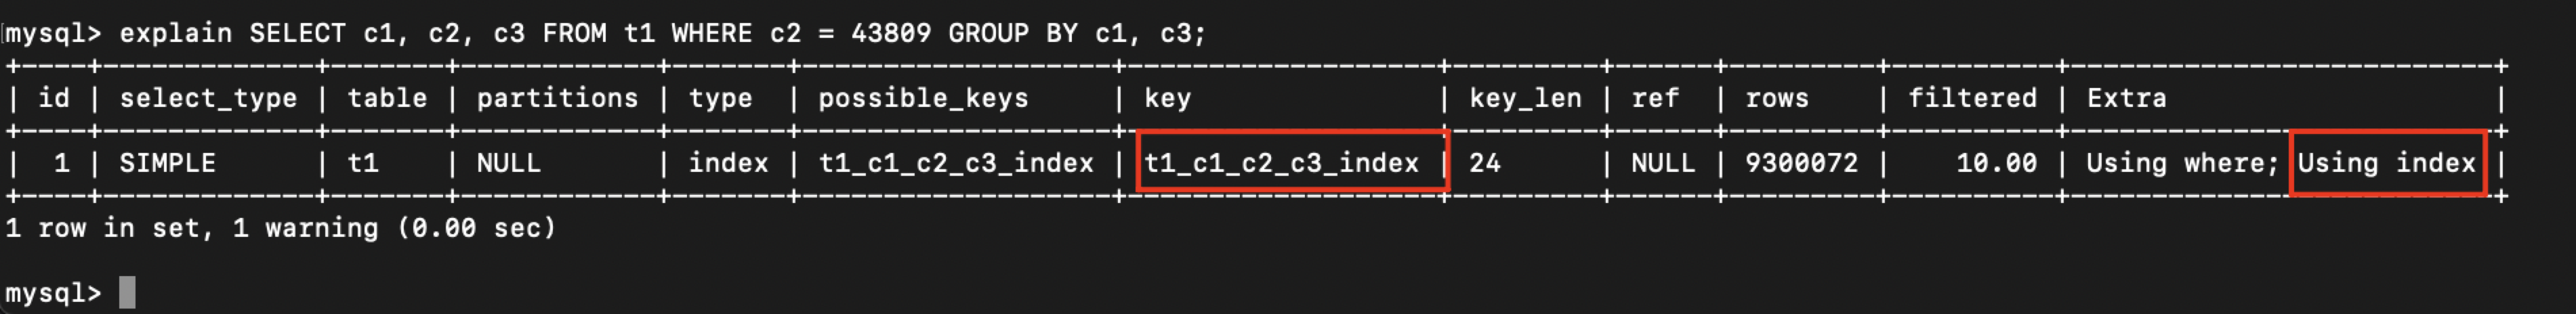 mysql> explain SELECT c1, c2, c3 FROM t1 WHERE c2 = 43809 GROUP BY c1, c3;
+----+-------------+-------+------------+-------+-------------------+-------------------+---------+------+---------+----------+--------------------------+
| id | select_type | table | partitions | type  | possible_keys     | key               | key_len | ref  | rows    | filtered | Extra                    |
+----+-------------+-------+------------+-------+-------------------+-------------------+---------+------+---------+----------+--------------------------+
|  1 | SIMPLE      | t1    | NULL       | index | t1_c1_c2_c3_index | t1_c1_c2_c3_index | 24      | NULL | 9300072 |    10.00 | Using where; Using index |
+----+-------------+-------+------------+-------+-------------------+-------------------+---------+------+---------+----------+--------------------------+
1 row in set, 1 warning (0.00 sec)
mysql>